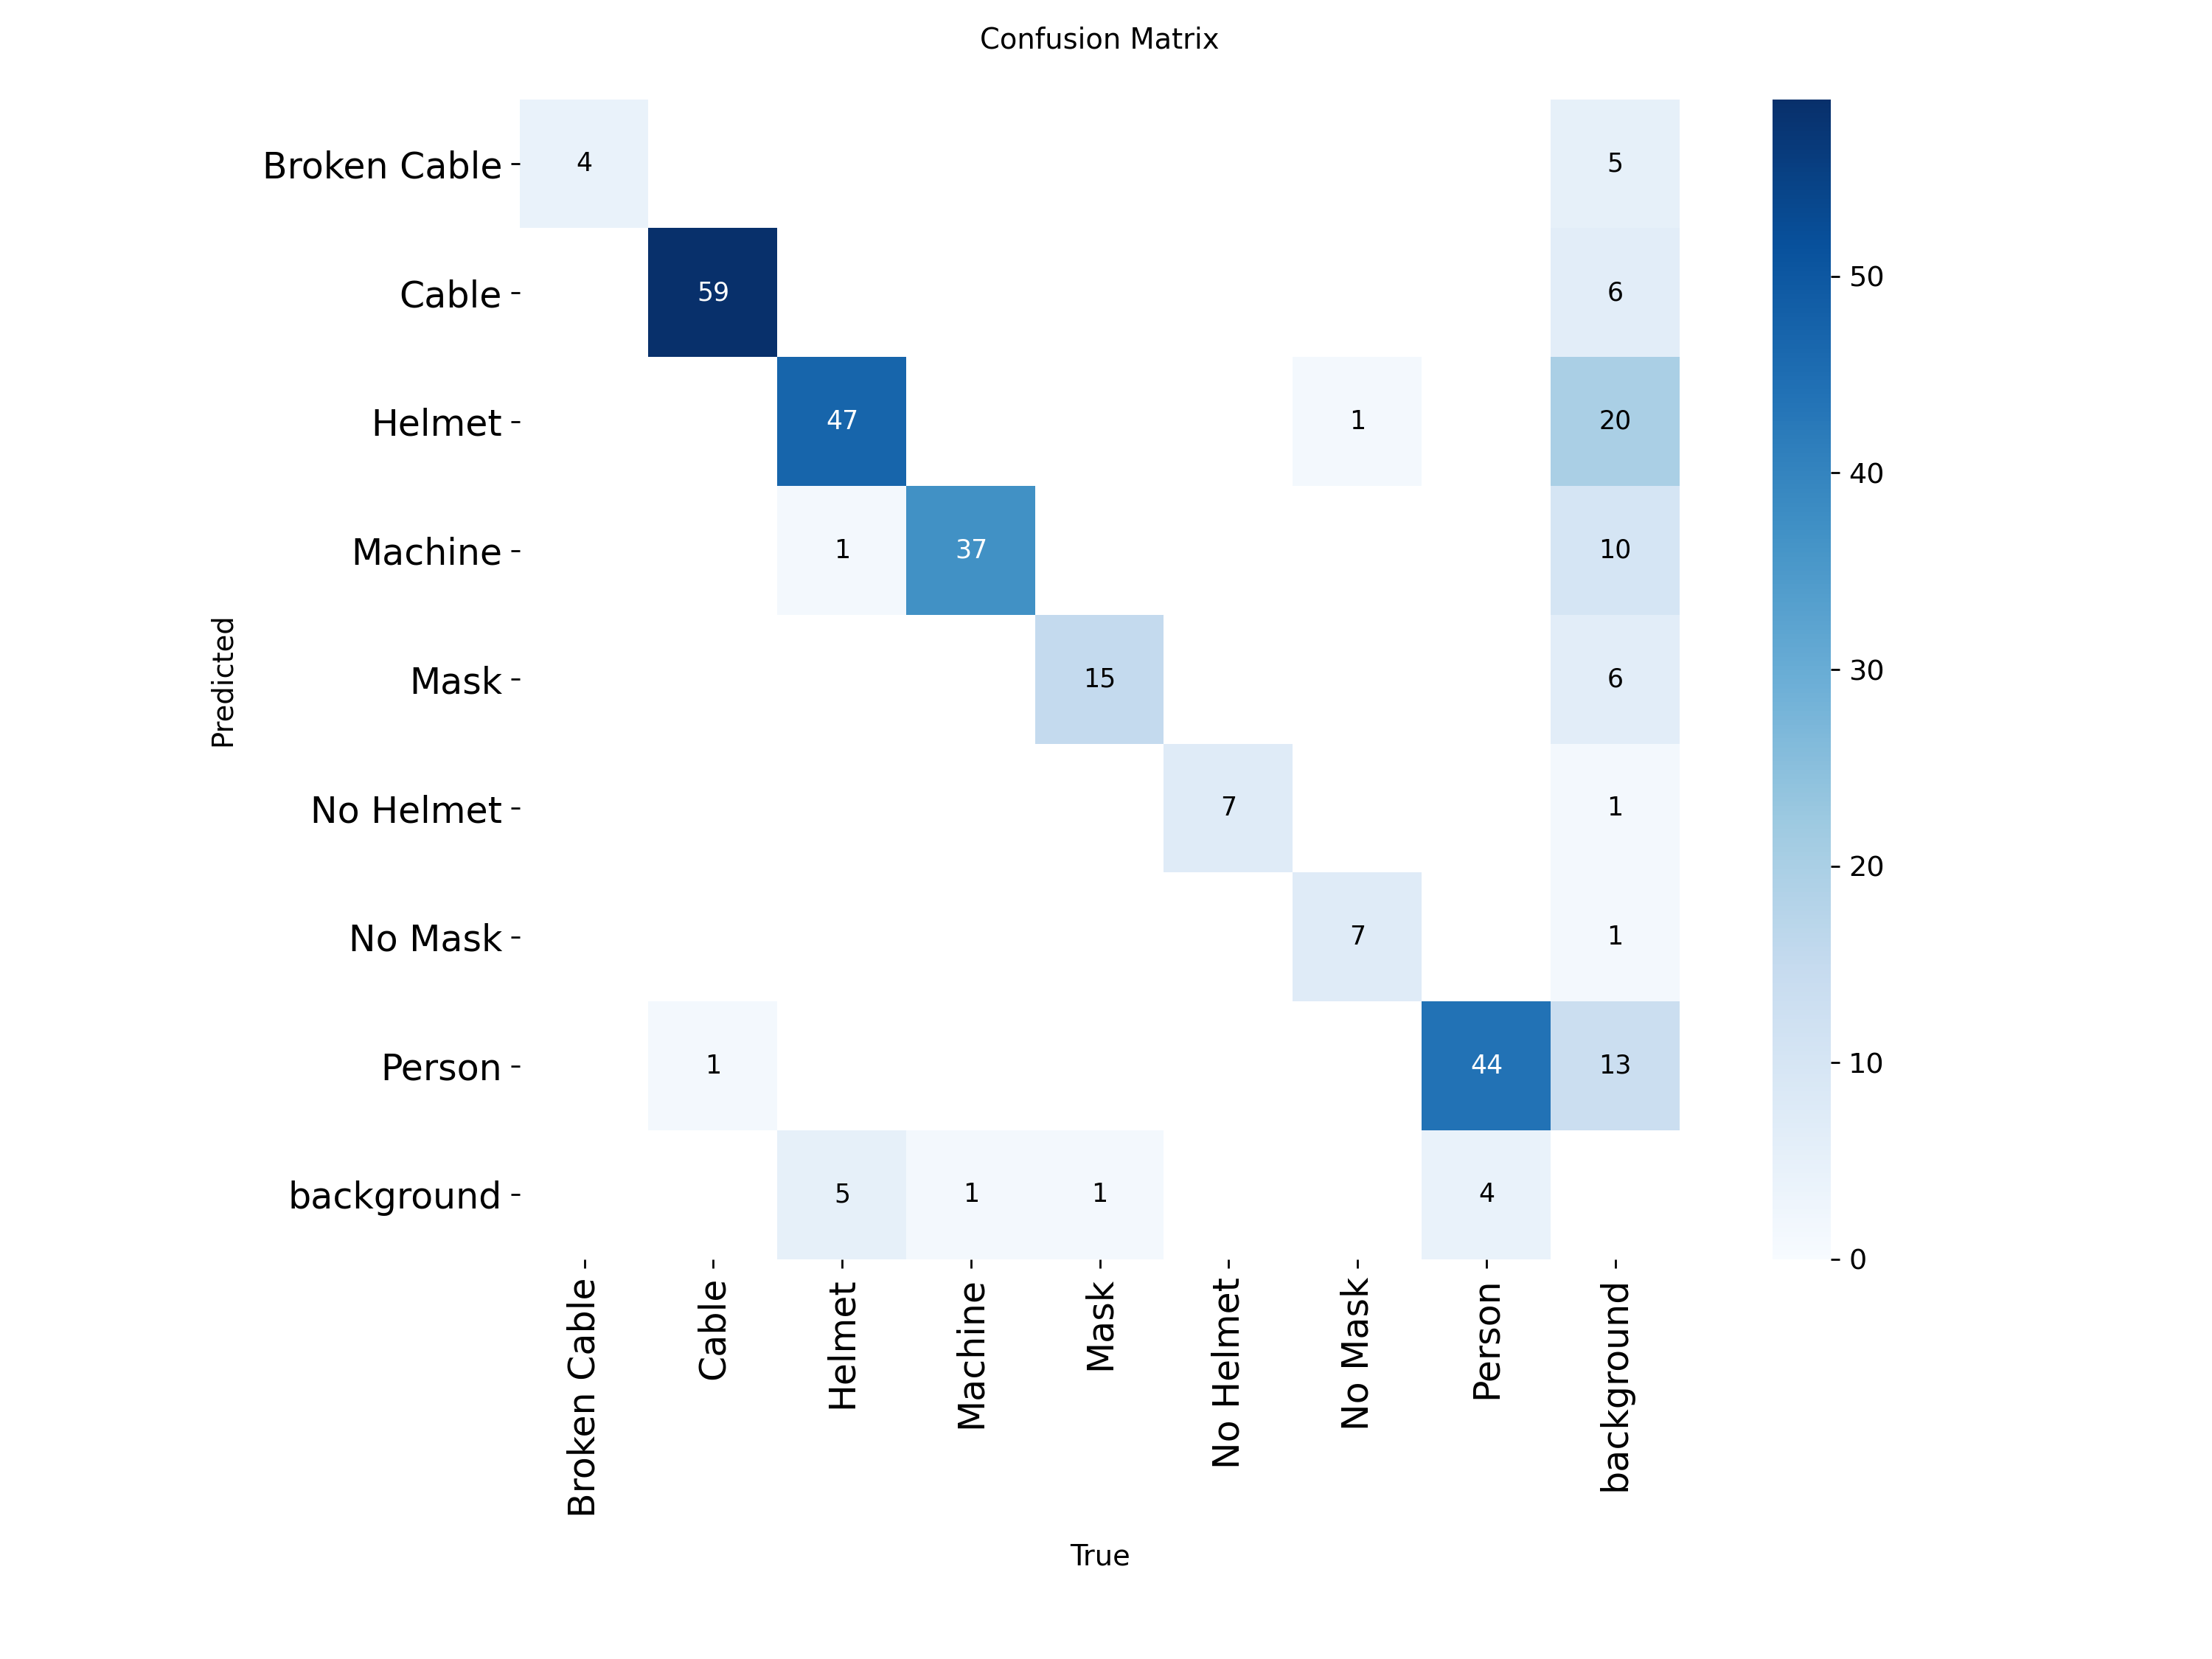 Confusion Matrix
Broken Cable 4 5
Cable 59 6
Helmet 47 1 20
Machine 1 37 10
Mask 15 6
No Helmet 7 1
No Mask 7 1
Person 1 44 13
background 5 1 1 4
Predicted
Broken Cable
Cable
Helmet
Machine
Mask
No Helmet
No Mask
Person
background
True
50
40
30
20
10
0